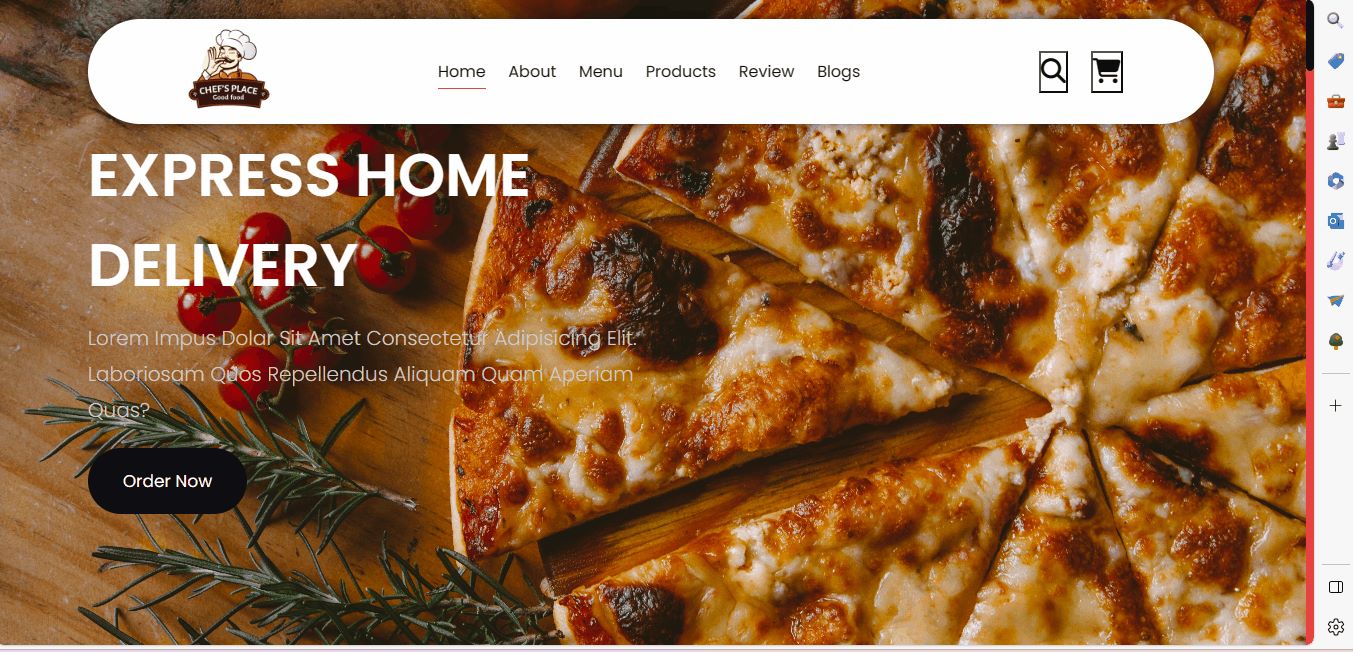 CHEF'S PLACE
Good food
Home About Menu Products Review Blogs
EXPRESS HOME
DELIVERY
Lorem Impus Dolar Sit Amet Consectetur Adipisicing Elit.
Laboriosam Quos Repellendus Aliquam Quam Aperiam
Quas?
Order Now